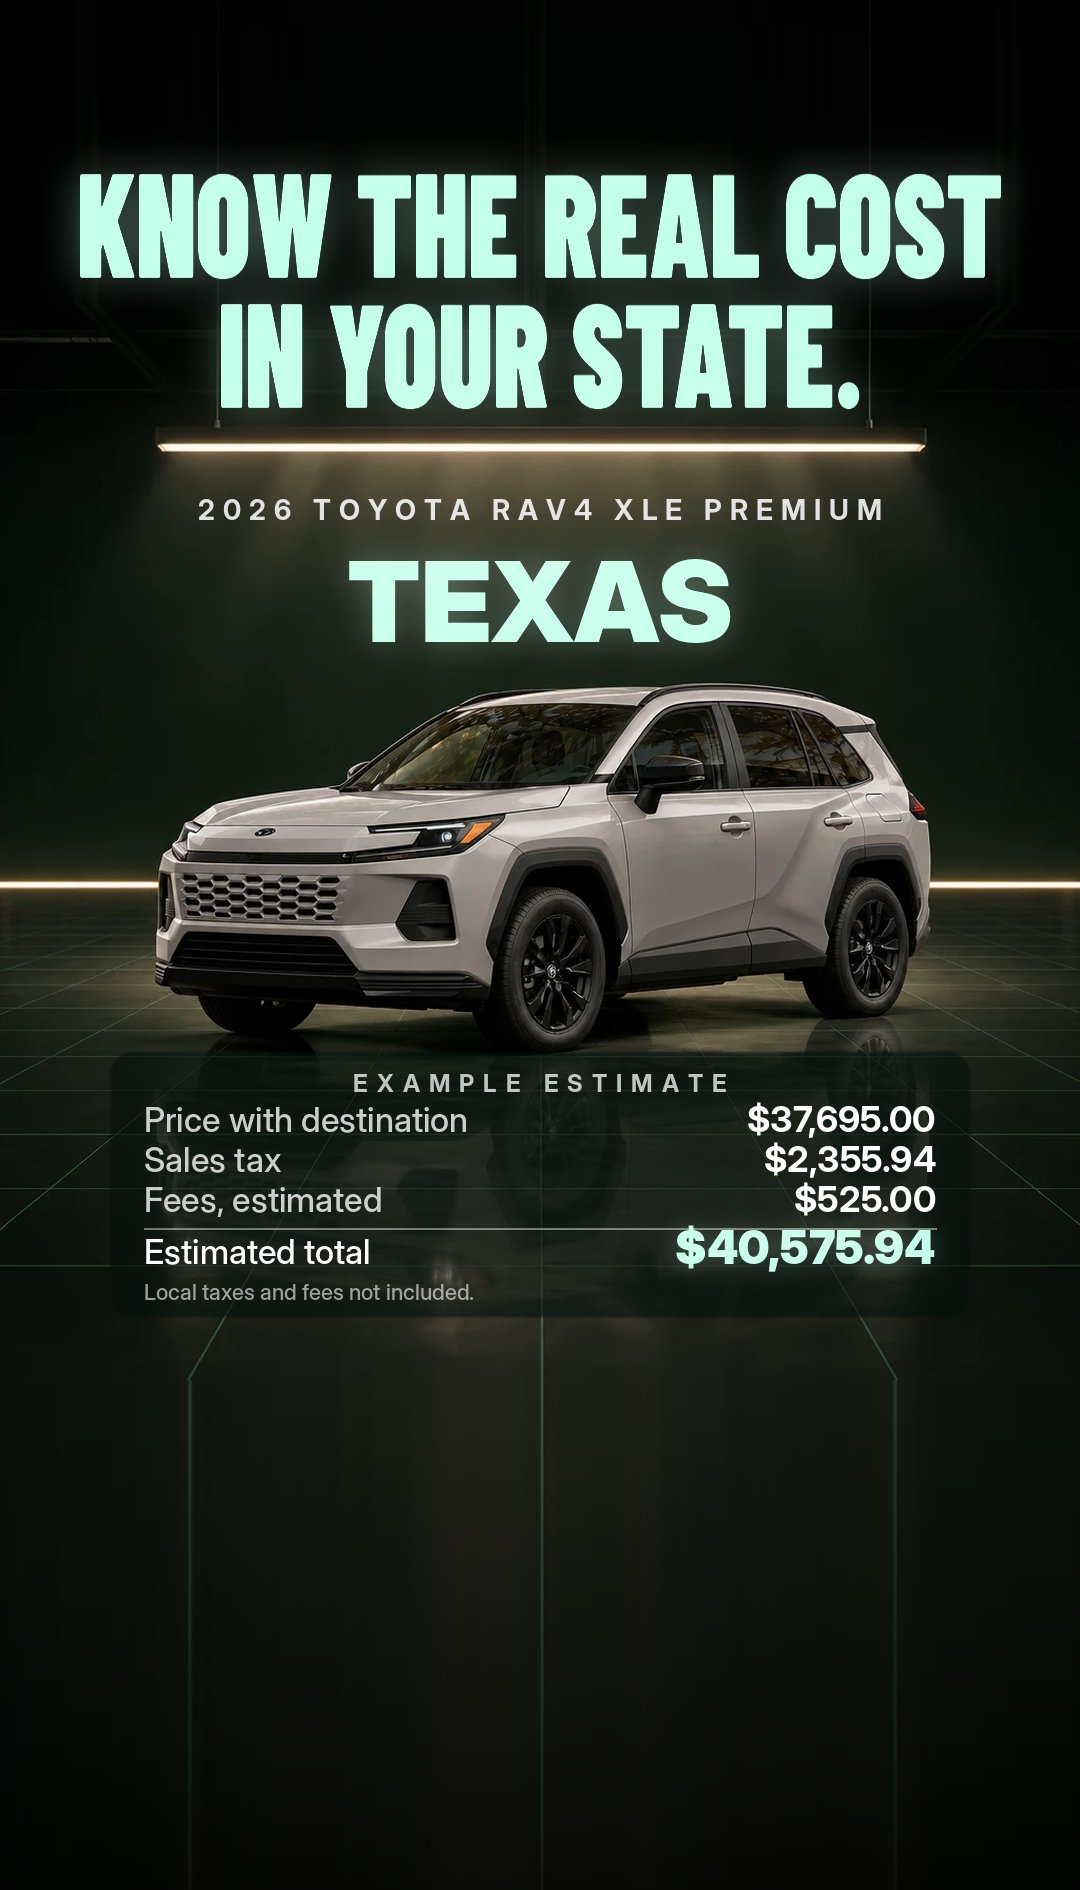 KNOW THE REAL COST
IN YOUR STATE.
2026 TOYOTA RAV4 XLE PREMIUM
TEXAS
EXAMPLE ESTIMATE
Price with destination $37,695.00
Sales tax $2,355.94
Fees, estimated $525.00
Estimated total $40,575.94
Local taxes and fees not included.